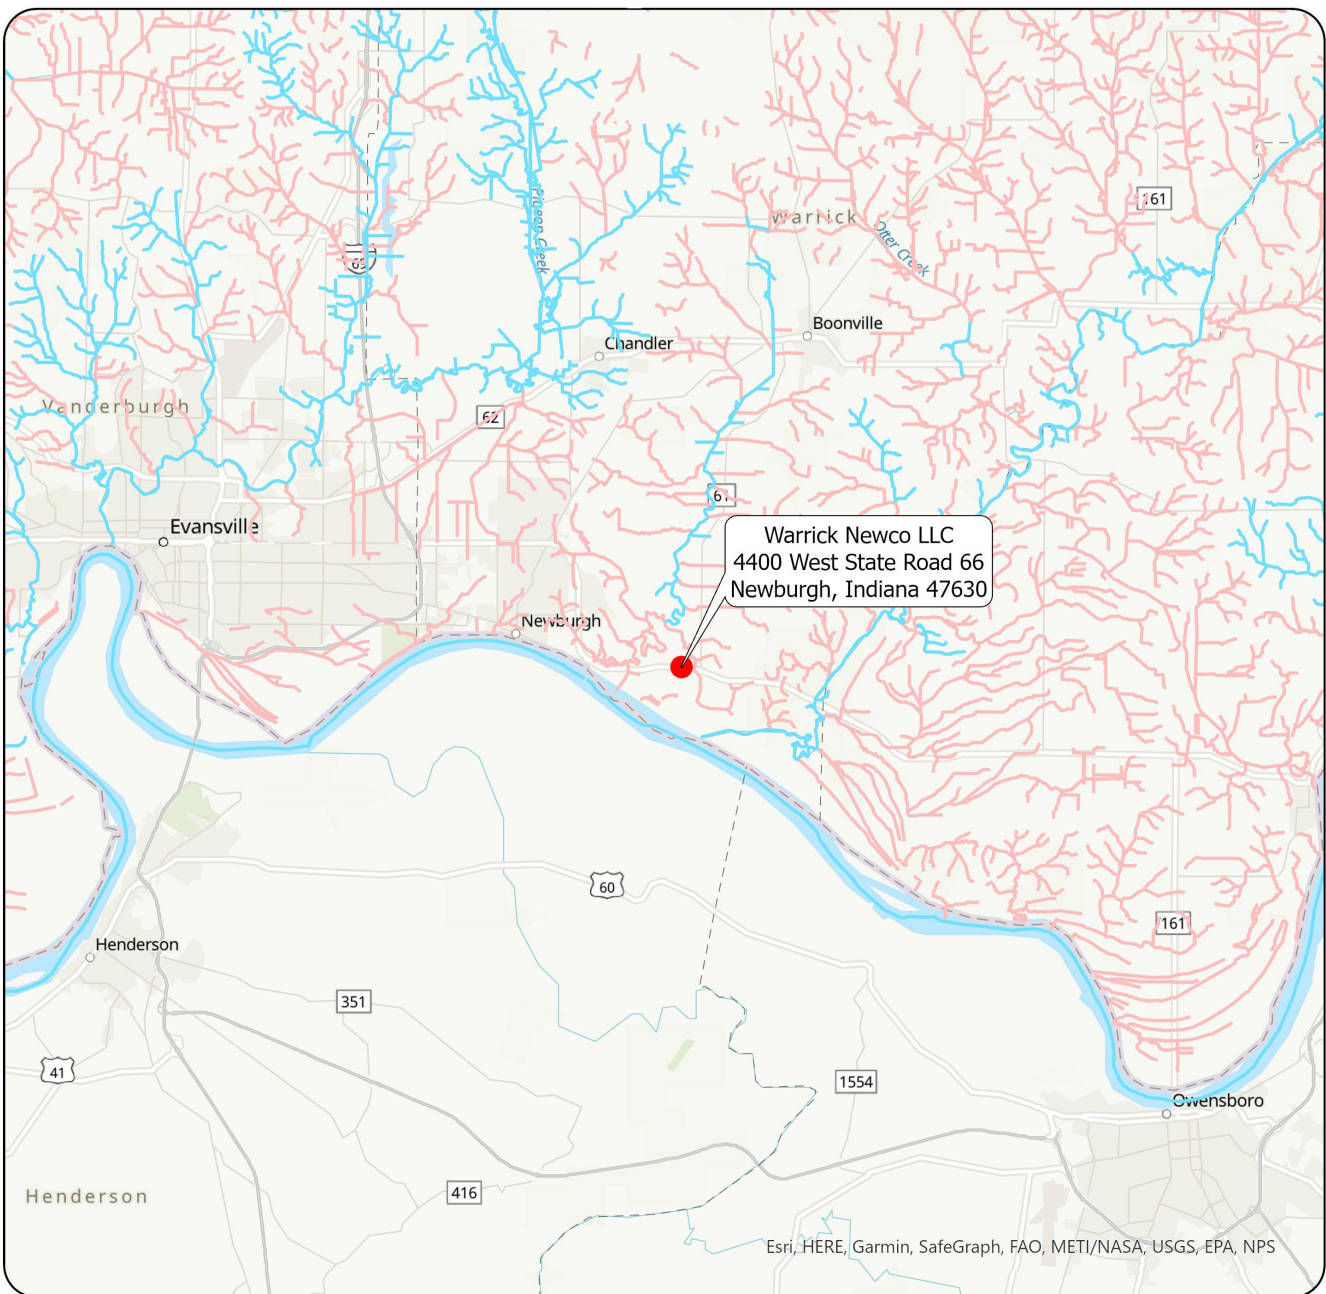 Pigeon Creek
161
Warrick
Otter Creek
69
Boonville
Chandler
Vanderburgh
62
61
Evansville
Warrick Newco LLC
4400 West State Road 66
Newburgh, Indiana 47630
Newburgh
60
161
Henderson
351
41
1554
Owensboro
416
Henderson
Esri, HERE, Garmin, SafeGraph, FAO, METI/NASA, USGS, EPA, NPS